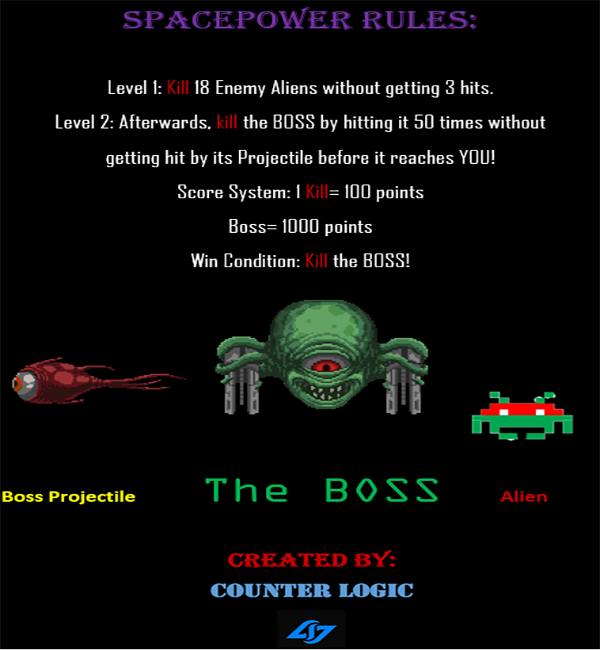 SPACEPOWER RULES:
Level 1: Kill 18 Enemy Aliens without getting 3 hits.
Level 2: Afterwards, kill the BOSS by hitting it 50 times without
getting hit by its Projectile before it reaches YOU!
Score System: 1 Kill= 100 points
Boss= 1000 points
Win Condition: Kill the BOSS!
Boss Projectile
The BOSS
Alien
CREATED BY:
COUNTER LOGIC